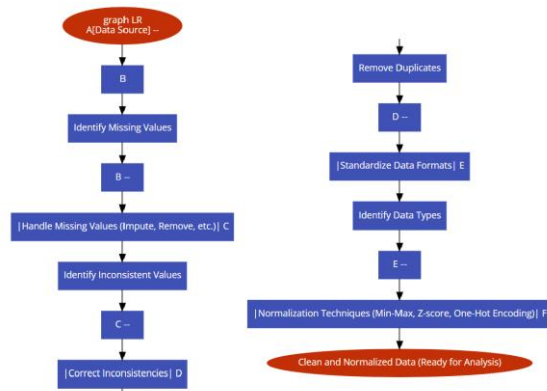 graph LR
A[Data Source] --
B
Identify Missing Values
B --
|Handle Missing Values (Impute, Remove, etc.)| C
Identify Inconsistent Values
C --
|Correct Inconsistencies| D
Remove Duplicates
D --
|Standardize Data Formats| E
Identify Data Types
E --
|Normalization Techniques (Min-Max, Z-score, One-Hot Encoding)| F
Clean and Normalized Data (Ready for Analysis)